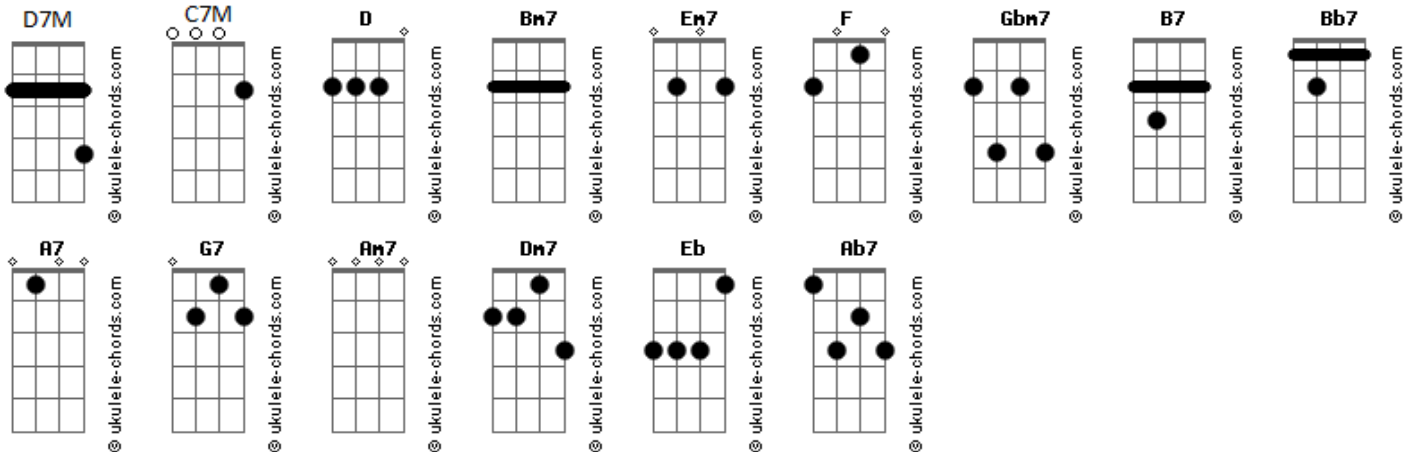 D7M C7M D Bm7 Em7 F Gbm7 B7 Bb7
© ukulele-chords.com © ukulele-chords.com © ukulele-chords.com © ukulele-chords.com © ukulele-chords.com © ukulele-chords.com © ukulele-chords.com © ukulele-chords.com © ukulele-chords.com
A7 G7 Am7 Dm7 Eb Ab7
© ukulele-chords.com © ukulele-chords.com © ukulele-chords.com © ukulele-chords.com © ukulele-chords.com © ukulele-chords.com